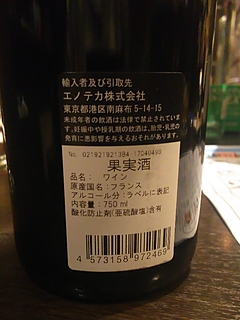 輸入者及び引取先
エノテカ株式会社
東京都港区南麻布 5-14-15
未成年者の飲酒は法律で禁止されています。
妊娠中や授乳期の飲酒は、胎児・乳児の
発育に悪影響を与えるおそれがあります。
No. 021921921384 17040493
果実酒
品名: ワイン
原産国名：フランス
アルコール分：ラベルに表記
内容量：750 ml
酸化防止剤(亜硫酸塩)含有
4 573158 972469